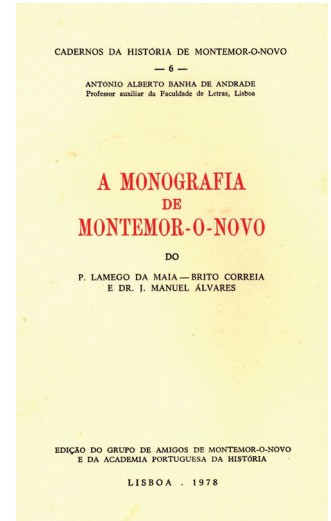 CADERNOS DA HISTÓRIA DE MONTEMOR-O-NOVO
— 6 —
ANTÓNIO ALBERTO BANHA DE ANDRADE
Professor auxiliar da Faculdade de Letras, Lisboa
A MONOGRAFIA
DE
MONTEMOR-O-NOVO
DO
P. LAMEGO DA MAIA — BRITO CORREIA
E DR. J. MANUEL ÁLVARES
EDIÇÃO DO GRUPO DE AMIGOS DE MONTEMOR-O-NOVO
E DA ACADEMIA PORTUGUESA DA HISTÓRIA
LISBOA . 1978